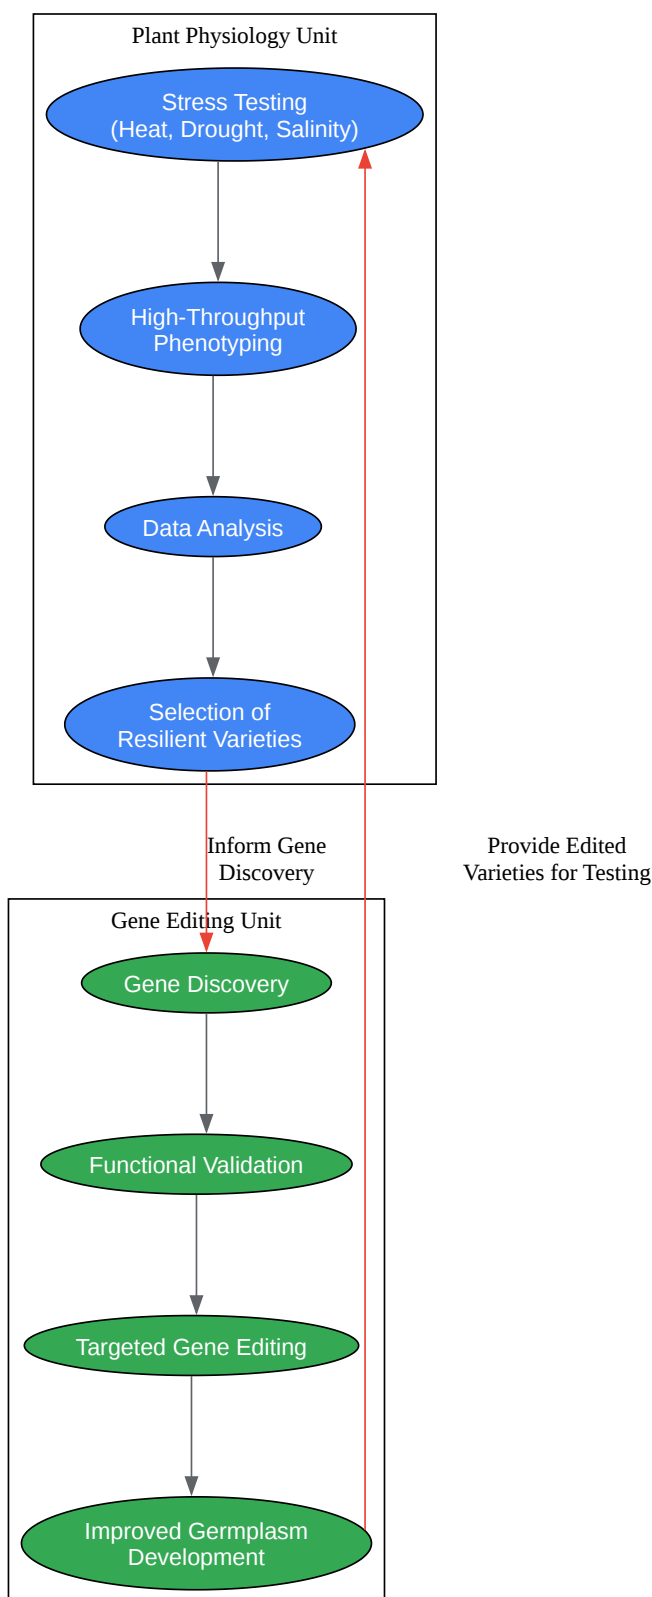 Plant Physiology Unit
Stress Testing
(Heat, Drought, Salinity)
High-Throughput
Phenotyping
Data Analysis
Selection of
Resilient Varieties
Inform Gene
Discovery
Provide Edited
Varieties for Testing
Gene Editing Unit
Gene Discovery
Functional Validation
Targeted Gene Editing
Improved Germplasm
Development